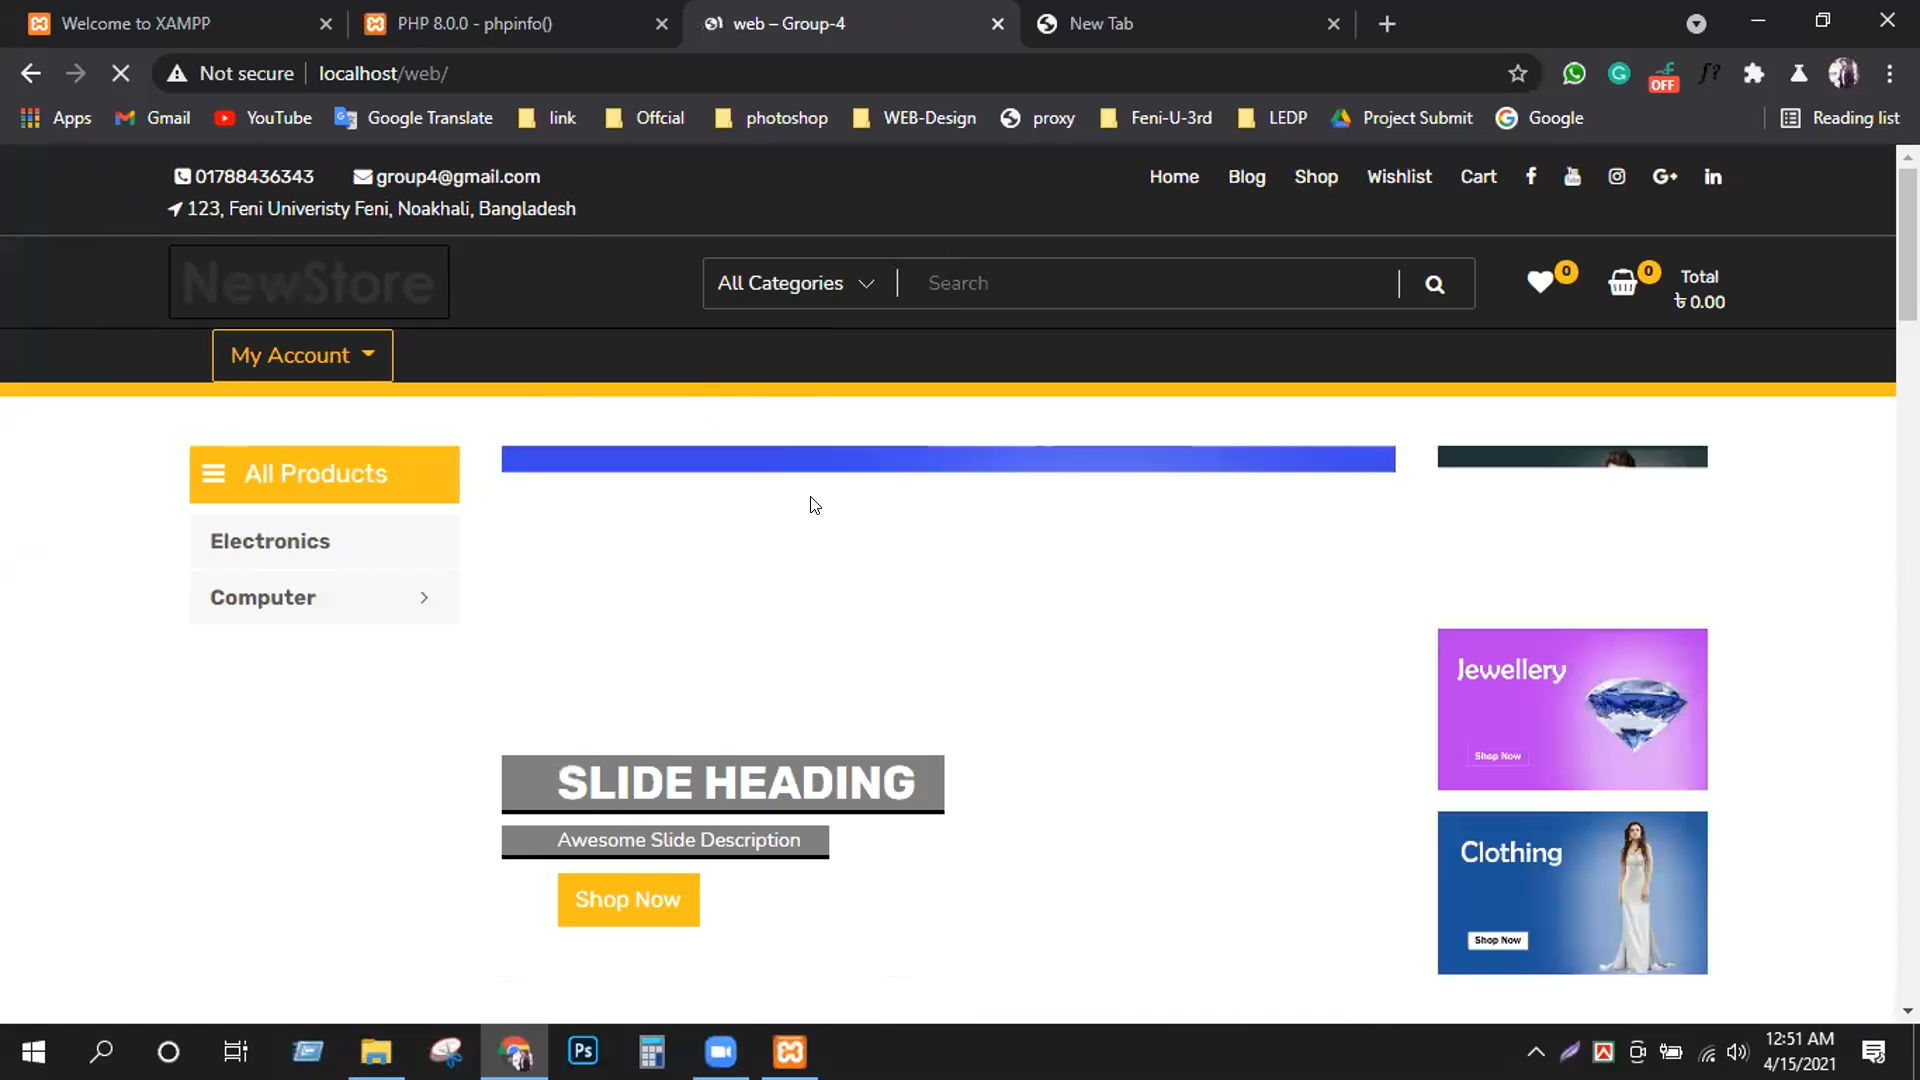 Welcome to XAMPP
PHP 8.0.0 - phpinfo()
web – Group-4
New Tab
Not secure
localhost/web/
OFF
f?
Apps
Gmail
YouTube
Google Translate
link
Offcial
photoshop
WEB-Design
proxy
Feni-U-3rd
LEDP
Project Submit
Google
Reading list
01788436343
group4@gmail.com
Home
Blog
Shop
Wishlist
Cart
123, Feni Univeristy Feni, Noakhali, Bangladesh
NewStore
All Categories
Search
0
0
Total
৳ 0.00
My Account
All Products
Electronics
Computer
SLIDE HEADING
Awesome Slide Description
Shop Now
Jewellery
Shop Now
Clothing
Shop Now
Ps
12:51 AM
4/15/2021